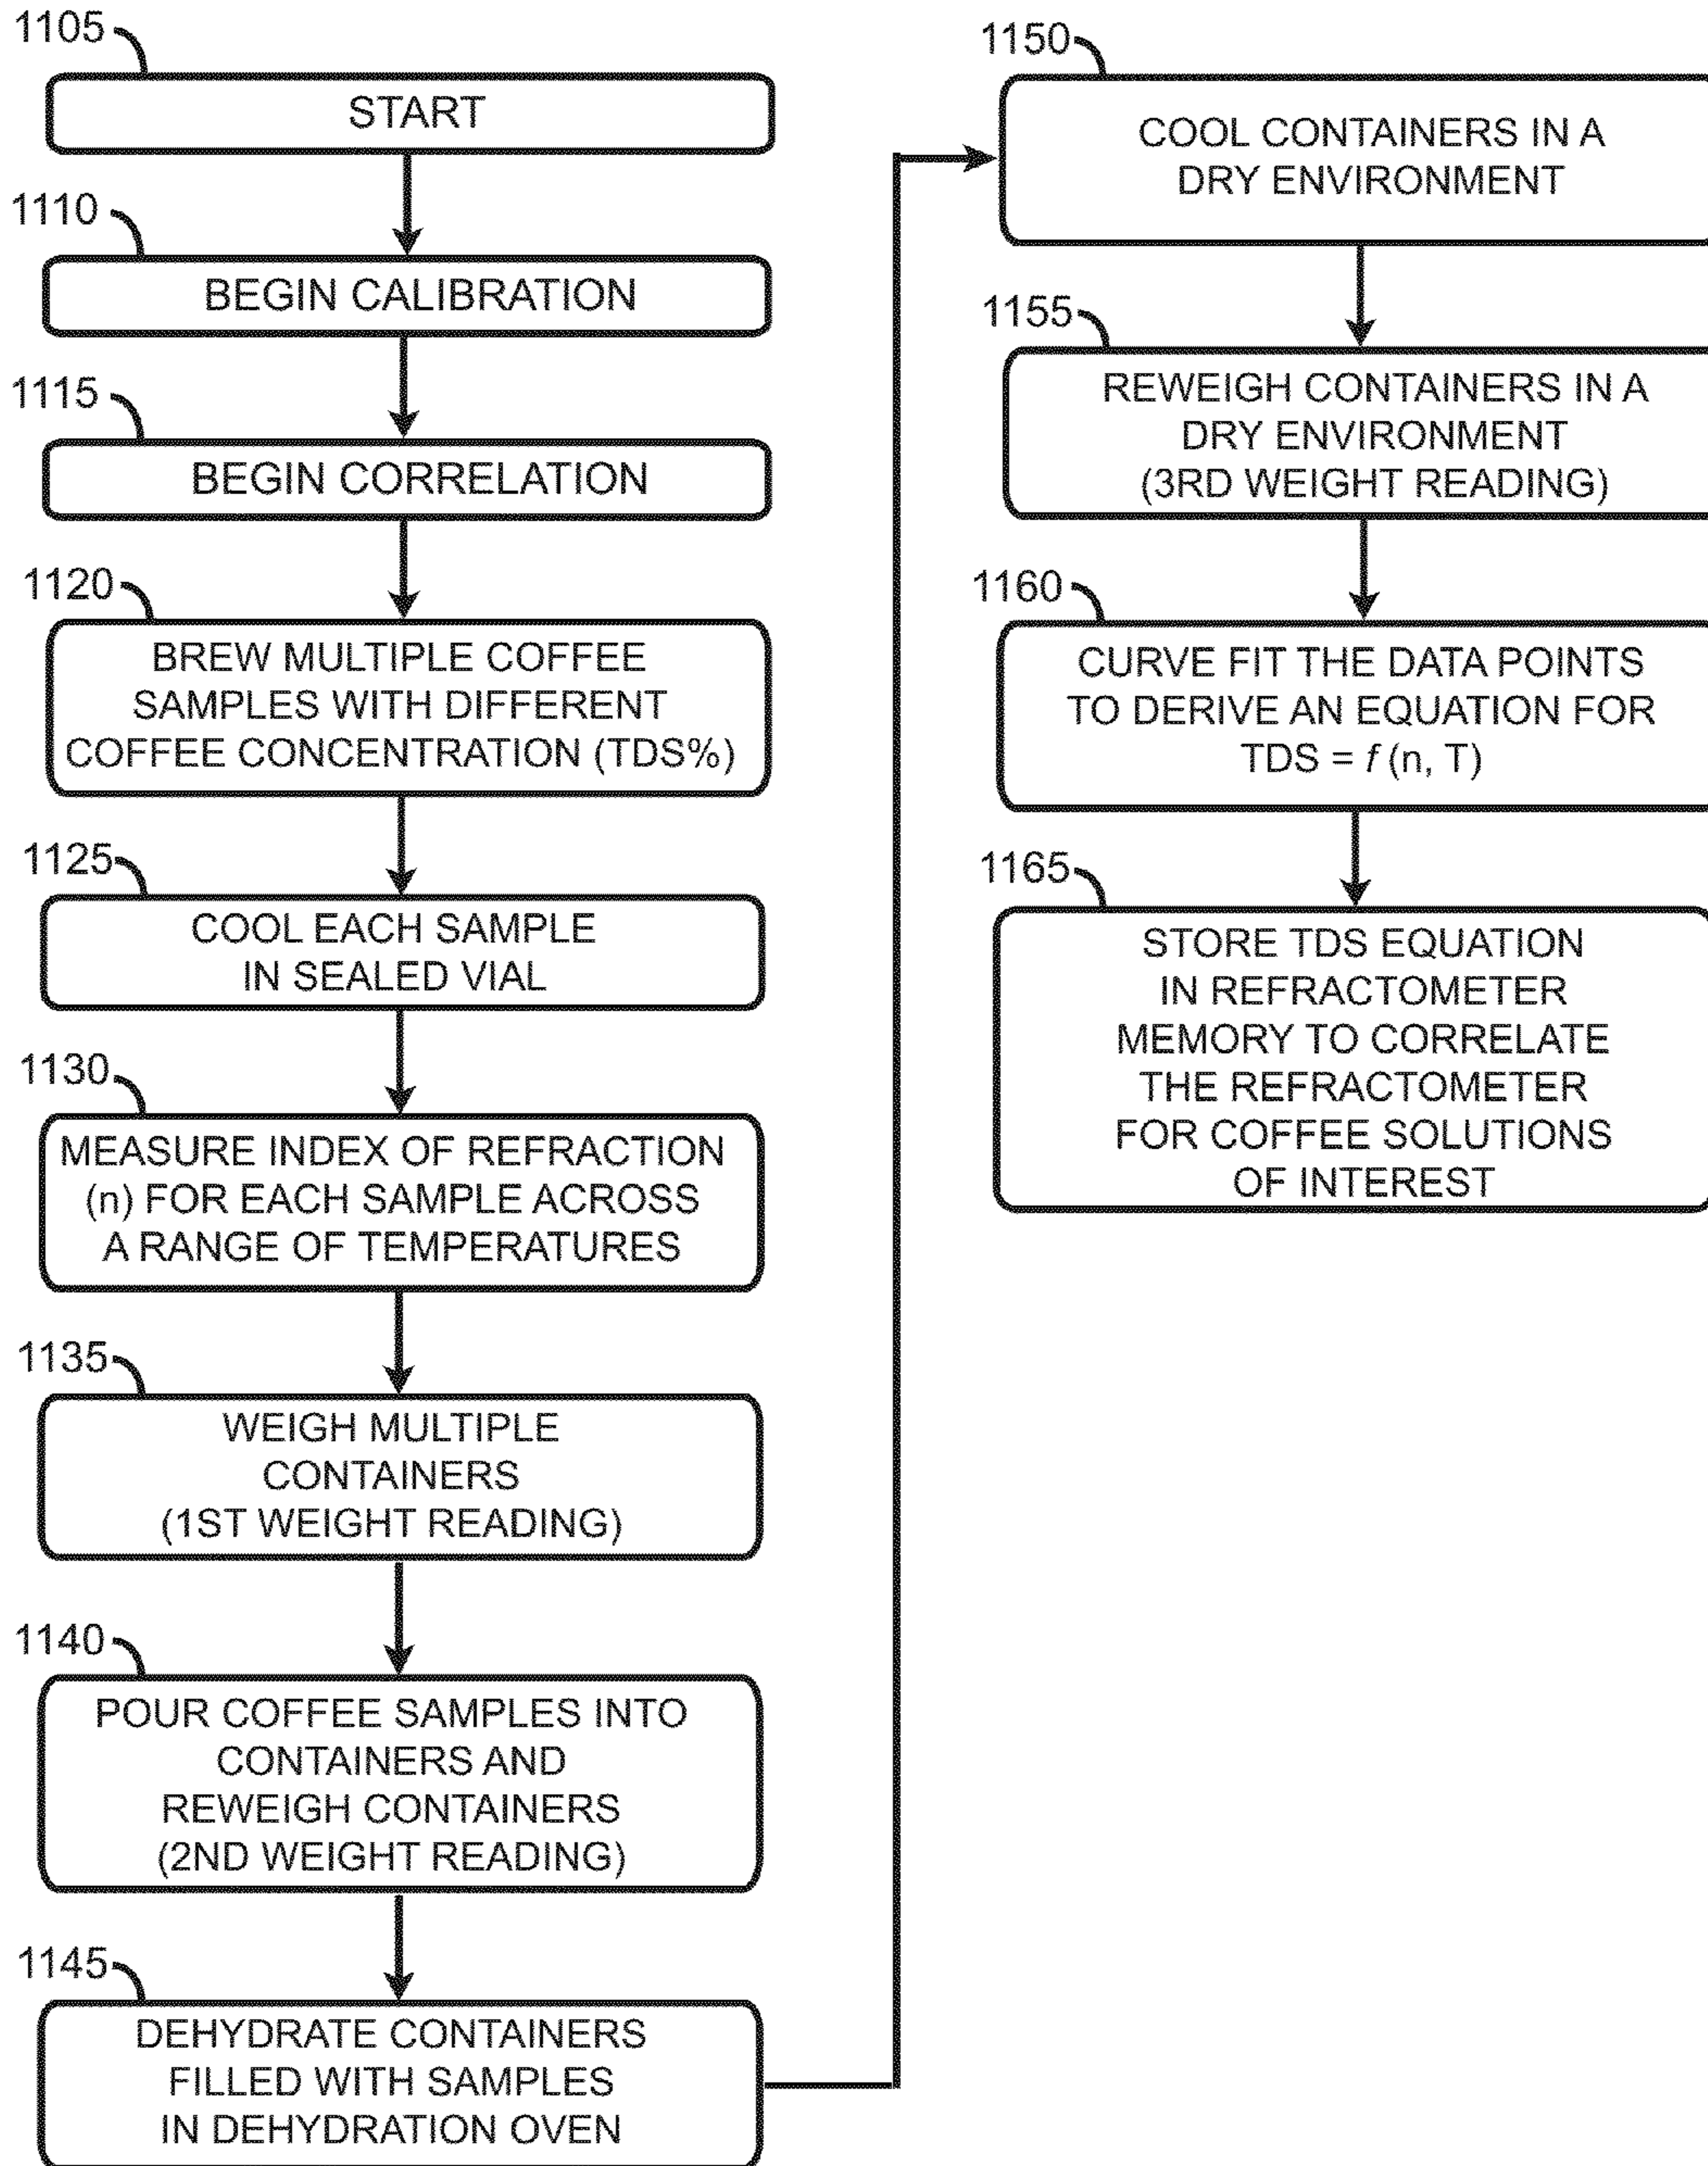 1105
START
1110
BEGIN CALIBRATION
1115
BEGIN CORRELATION
1120
BREW MULTIPLE COFFEE
SAMPLES WITH DIFFERENT
COFFEE CONCENTRATION (TDS%)
1125
COOL EACH SAMPLE
IN SEALED VIAL
1130
MEASURE INDEX OF REFRACTION
(n) FOR EACH SAMPLE ACROSS
A RANGE OF TEMPERATURES
1135
WEIGH MULTIPLE
CONTAINERS
(1ST WEIGHT READING)
1140
POUR COFFEE SAMPLES INTO
CONTAINERS AND
REWEIGH CONTAINERS
(2ND WEIGHT READING)
1145
DEHYDRATE CONTAINERS
FILLED WITH SAMPLES
IN DEHYDRATION OVEN
1150
COOL CONTAINERS IN A
DRY ENVIRONMENT
1155
REWEIGH CONTAINERS IN A
DRY ENVIRONMENT
(3RD WEIGHT READING)
1160
CURVE FIT THE DATA POINTS
TO DERIVE AN EQUATION FOR
TDS = f (n, T)
1165
STORE TDS EQUATION
IN REFRACTOMETER
MEMORY TO CORRELATE
THE REFRACTOMETER
FOR COFFEE SOLUTIONS
OF INTEREST